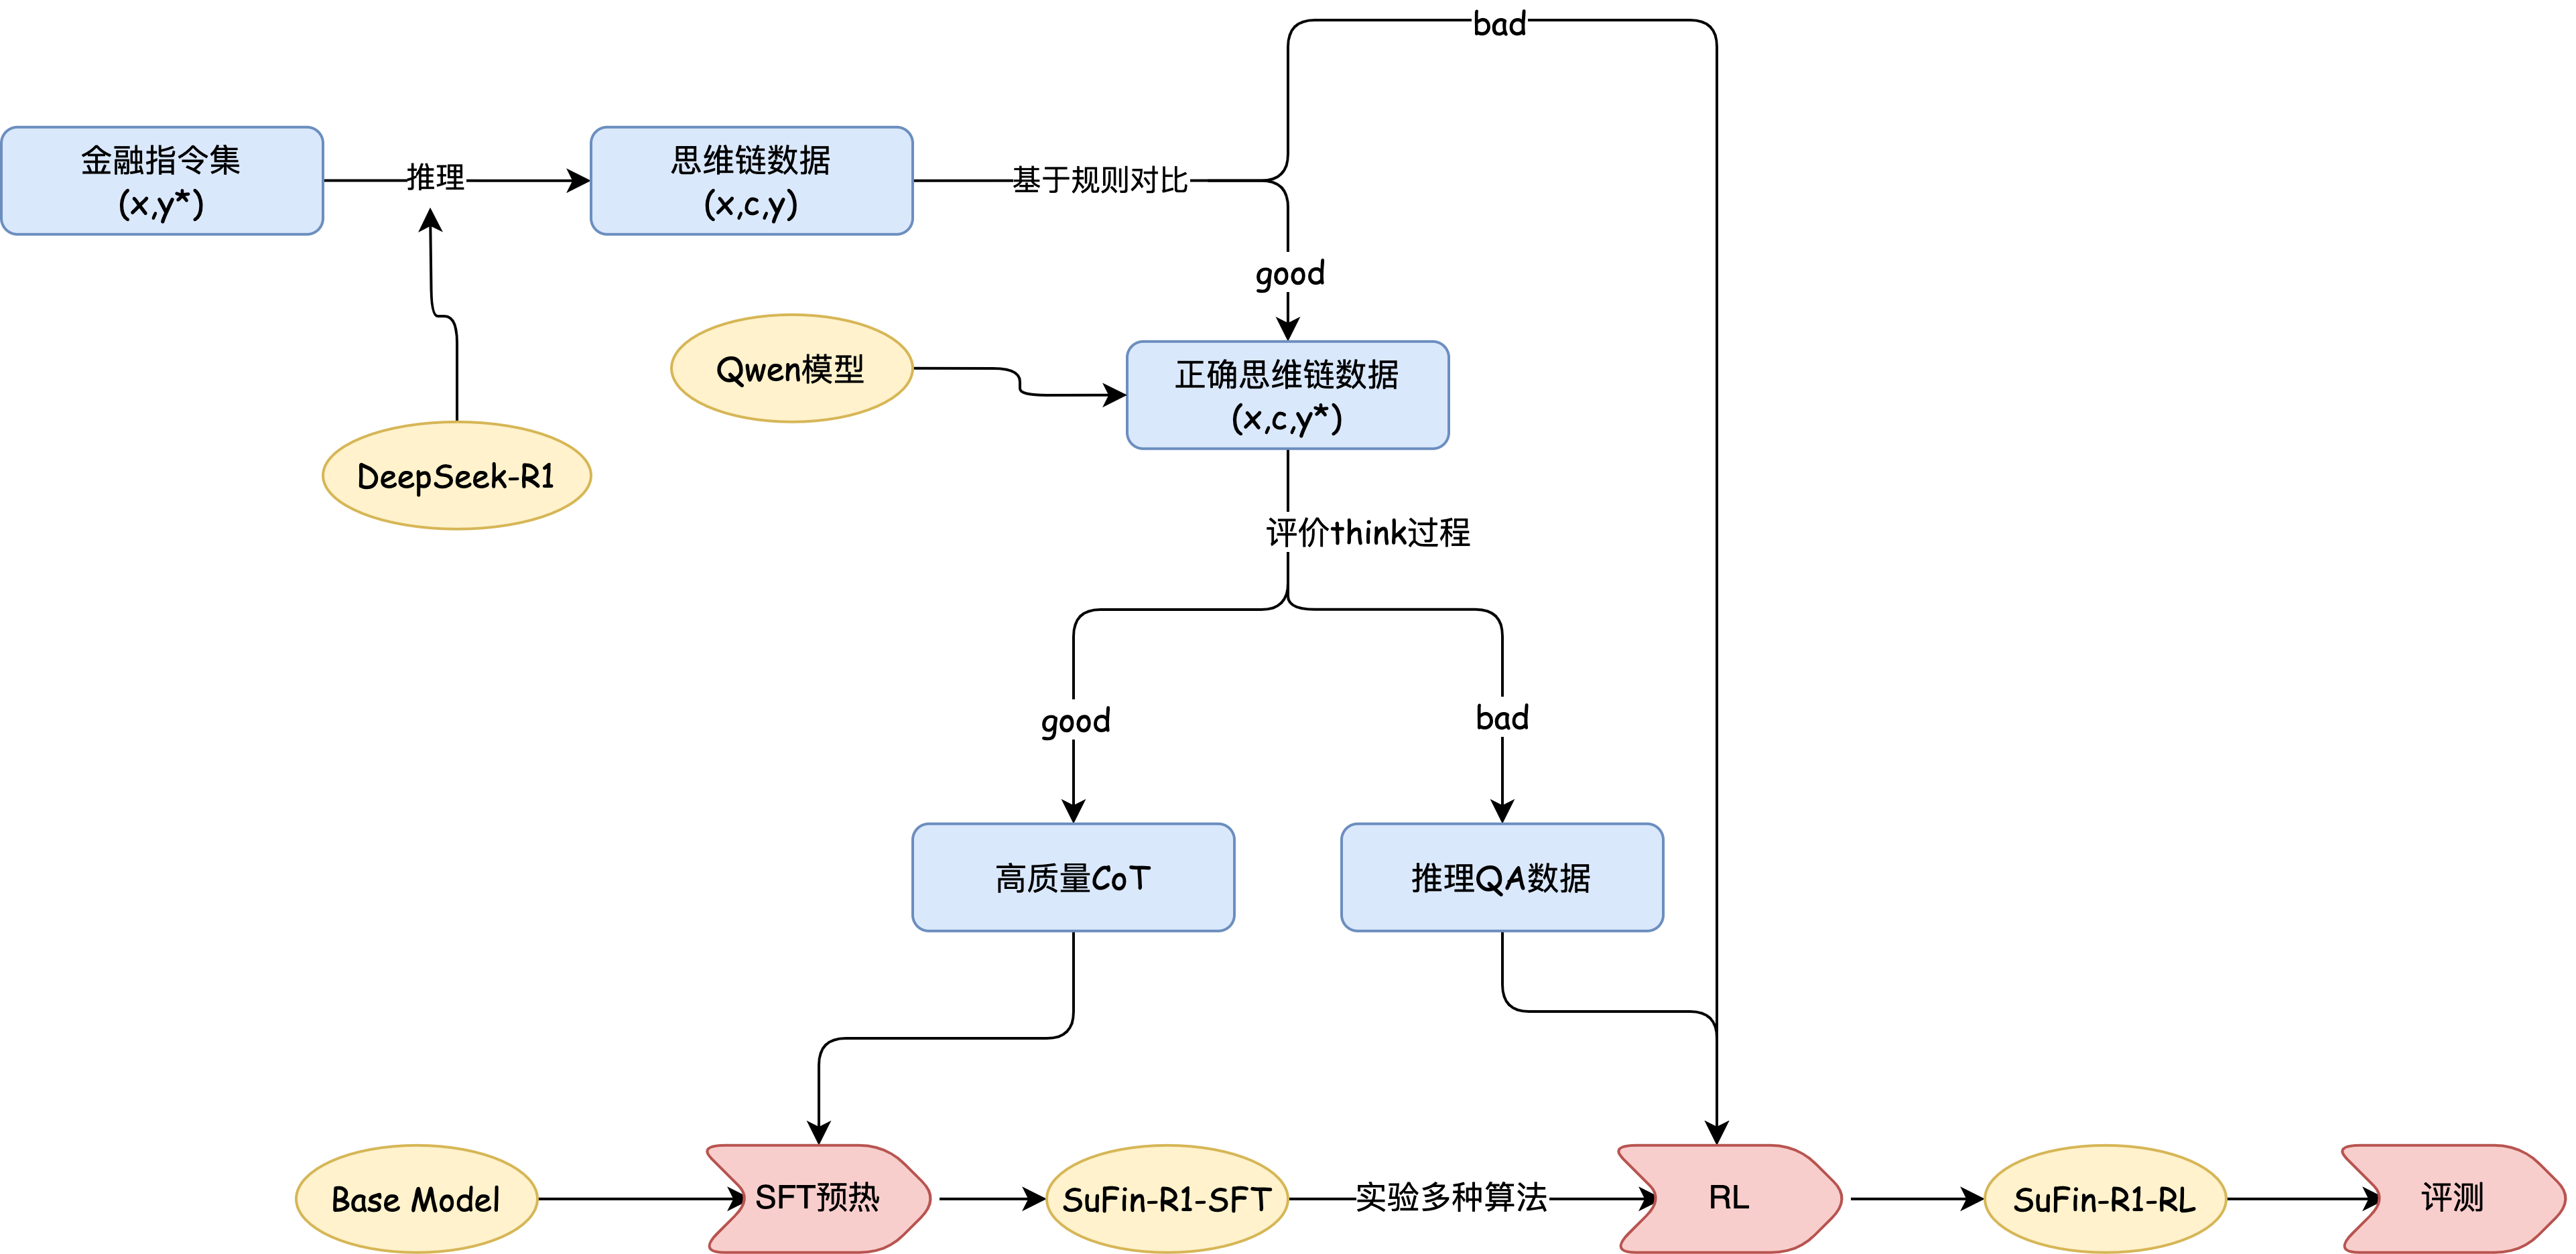 bad
金融指令集
(x,y*)
推理
思维链数据
(x,c,y)
基于规则对比
good
Qwen模型
正确思维链数据
(x,c,y*)
DeepSeek-R1
评价think过程
good
bad
高质量CoT
推理QA数据
Base Model
SFT预热
SuFin-R1-SFT
实验多种算法
RL
SuFin-R1-RL
评测